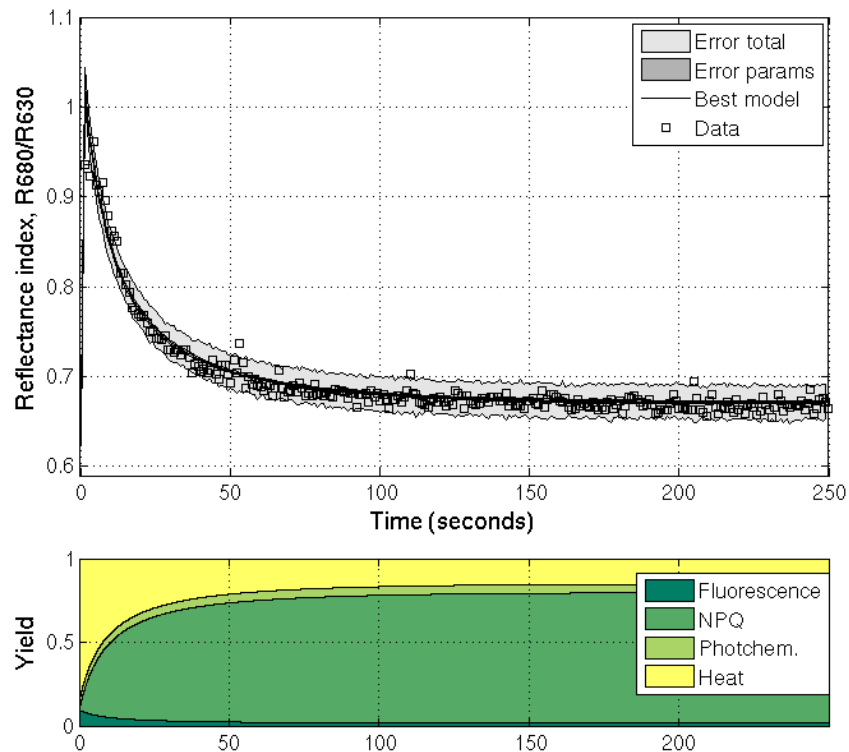 1.1
1
0.9
0.8
0.7
0.6
Reflectance index, R680/R630
Error total
Error params
Best model
Data
0
50
100
150
200
250
Time (seconds)
1
0.5
0
Yield
Fluorescence
NPQ
Photchem.
Heat
0
50
100
150
200